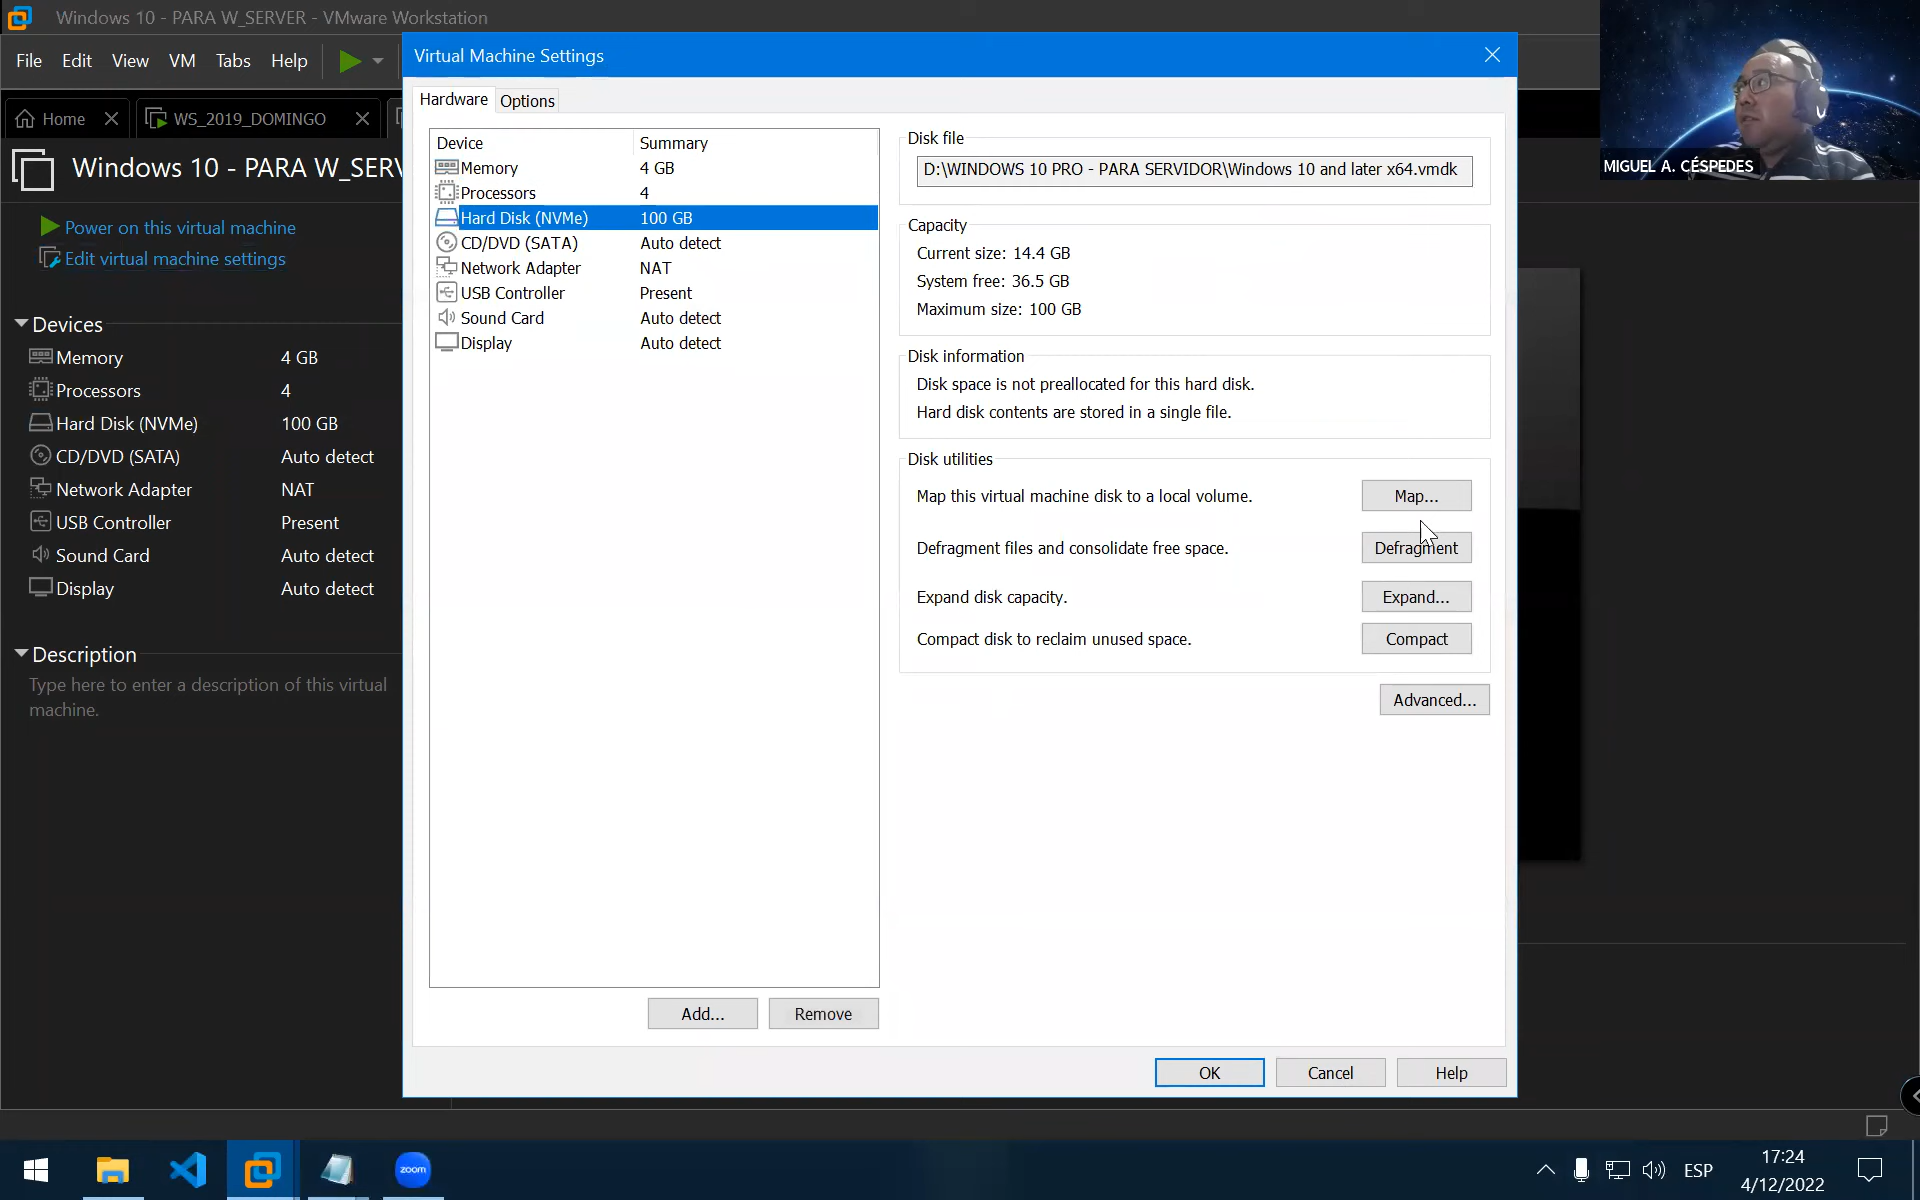 Windows 10 - PARA W_SERVER - VMware Workstation
File Edit View VM Tabs Help
Home WS_2019_DOMINGO
Windows 10 - PARA W_SERV
Power on this virtual machine
Edit virtual machine settings
Devices
Memory 4 GB
Processors 4
Hard Disk (NVMe) 100 GB
CD/DVD (SATA) Auto detect
Network Adapter NAT
USB Controller Present
Sound Card Auto detect
Display Auto detect
Description
Type here to enter a description of this virtual
machine.
Virtual Machine Settings
Hardware Options
Device Summary
Memory 4 GB
Processors 4
Hard Disk (NVMe) 100 GB
CD/DVD (SATA) Auto detect
Network Adapter NAT
USB Controller Present
Sound Card Auto detect
Display Auto detect
Add... Remove
Disk file
D:\WINDOWS 10 PRO - PARA SERVIDOR\Windows 10 and later x64.vmdk
Capacity
Current size: 14.4 GB
System free: 36.5 GB
Maximum size: 100 GB
Disk information
Disk space is not preallocated for this hard disk.
Hard disk contents are stored in a single file.
Disk utilities
Map this virtual machine disk to a local volume. Map...
Defragment files and consolidate free space. Defragment
Expand disk capacity. Expand...
Compact disk to reclaim unused space. Compact
Advanced...
OK Cancel Help
MIGUEL A. CÉSPEDES
zoom
ESP
17:24
4/12/2022